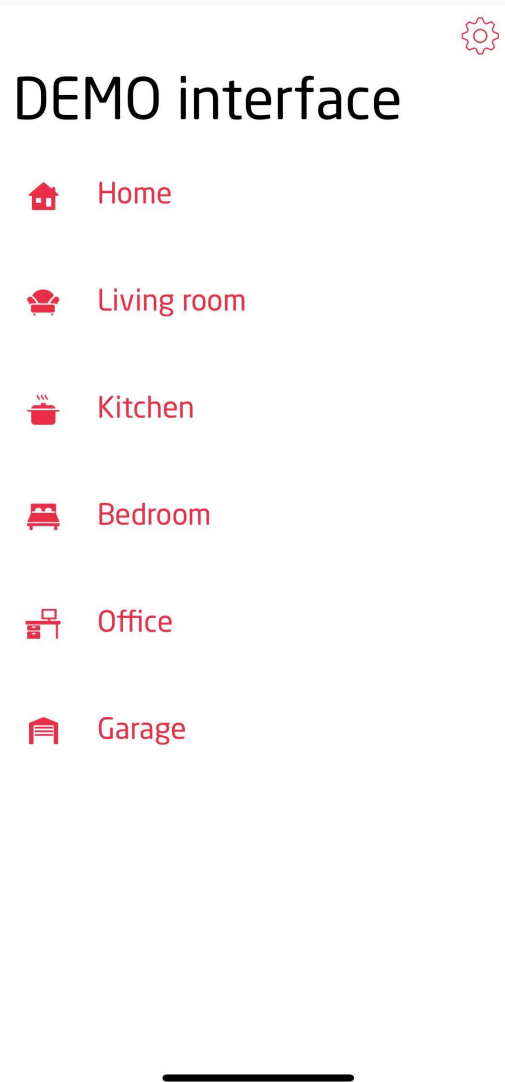 DEMO interface
Home
Living room
Kitchen
Bedroom
Office
Garage